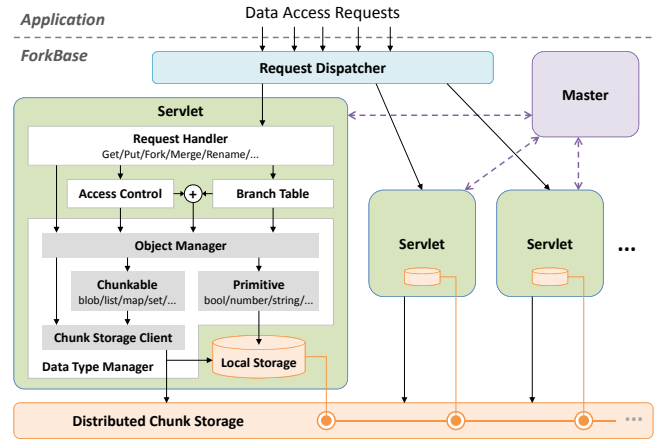 Application
Data Access Requests
ForkBase
Request Dispatcher
Servlet
Master
Request Handler
Get/Put/Fork/Merge/Rename/...
Access Control
+
Branch Table
Object Manager
Servlet
Servlet
...
Chunkable
blob/list/map/set/...
Primitive
bool/number/string/...
Chunk Storage Client
Local Storage
Data Type Manager
Distributed Chunk Storage
...